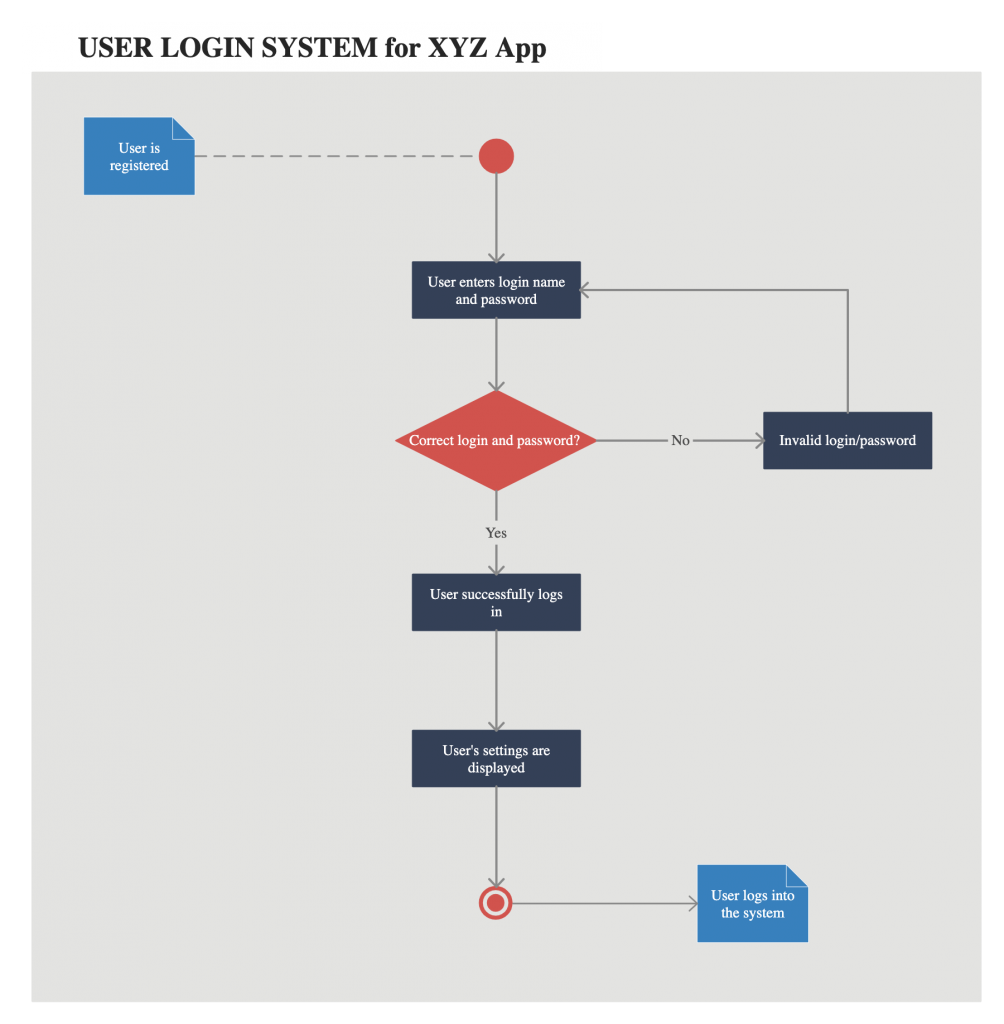 USER LOGIN SYSTEM for XYZ App
User is
registered
User enters login name
and password
Correct login and password?
No
Invalid login/password
Yes
User successfully logs
in
User's settings are
displayed
User logs into
the system